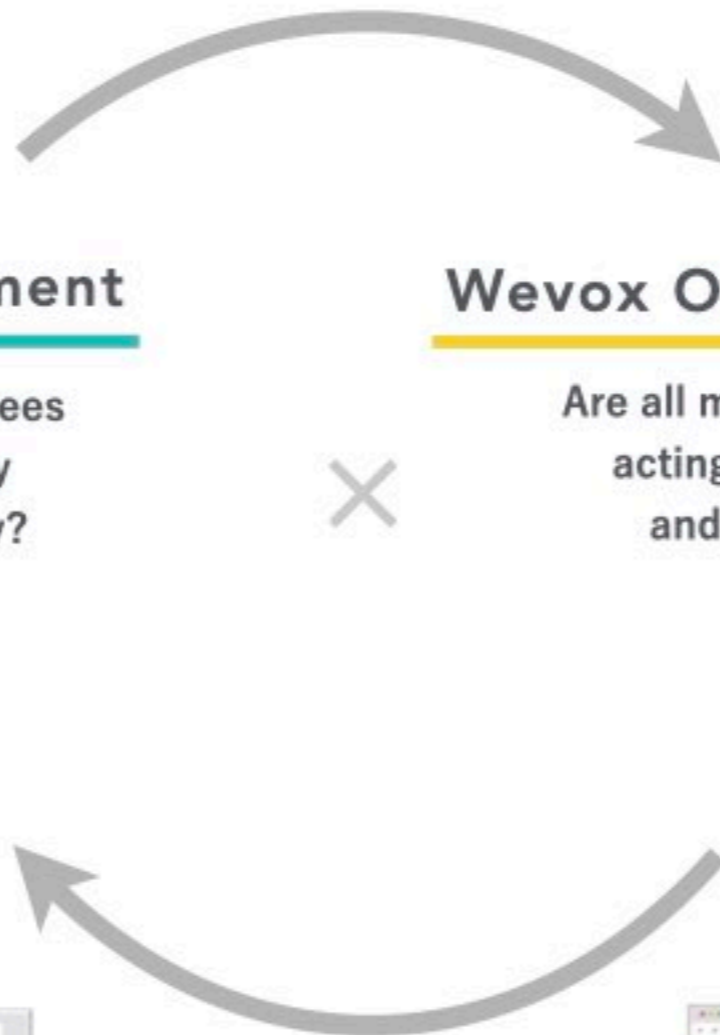 ment
Wevox O
ees
y
y?
Are all m
acting
and